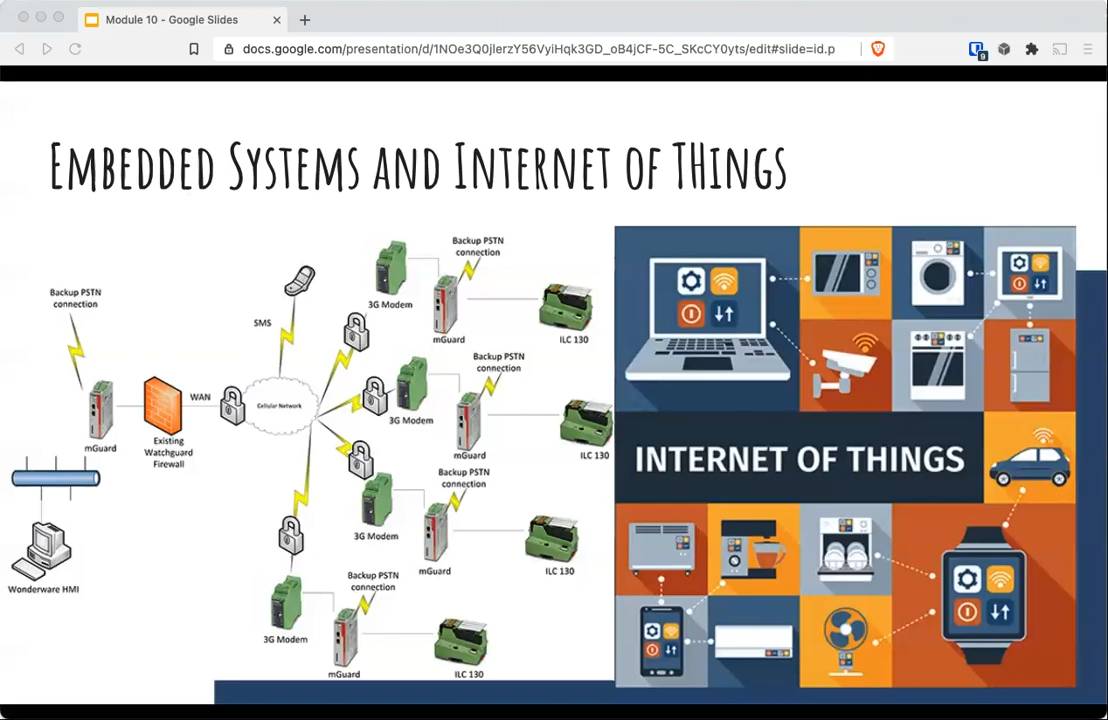 Module 10 - Google Slides
docs.google.com/presentation/d/1NOe3Q0jIerzY56VyiHqk3GD_oB4jCF-5C_SKcCY0yts/edit#slide=id.p
9
EMBEDDED SYSTEMS AND INTERNET OF THINGS
Backup PSTN
connection
mGuard
Existing
Watchguard
Firewall
WAN
Wonderware HMI
SMS
Cellular Network
3G Modem
Backup PSTN
connection
mGuard
ILC 130
3G Modem
Backup PSTN
connection
mGuard
ILC 130
3G Modem
Backup PSTN
connection
mGuard
ILC 130
3G Modem
Backup PSTN
connection
mGuard
ILC 130
INTERNET OF THINGS